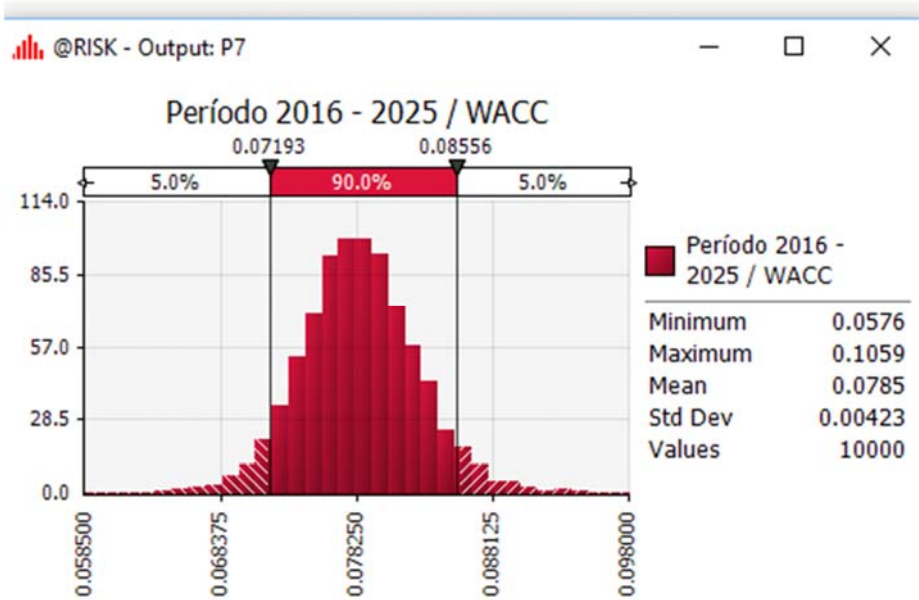 @RISK - Output: P7
Período 2016 - 2025 / WACC
0.07193 0.08556
5.0% 90.0% 5.0%
114.0
85.5
57.0
28.5
0.0
0.058500
0.068375
0.078250
0.088125
0.098000
Período 2016 -
2025 / WACC
Minimum 0.0576
Maximum 0.1059
Mean 0.0785
Std Dev 0.00423
Values 10000